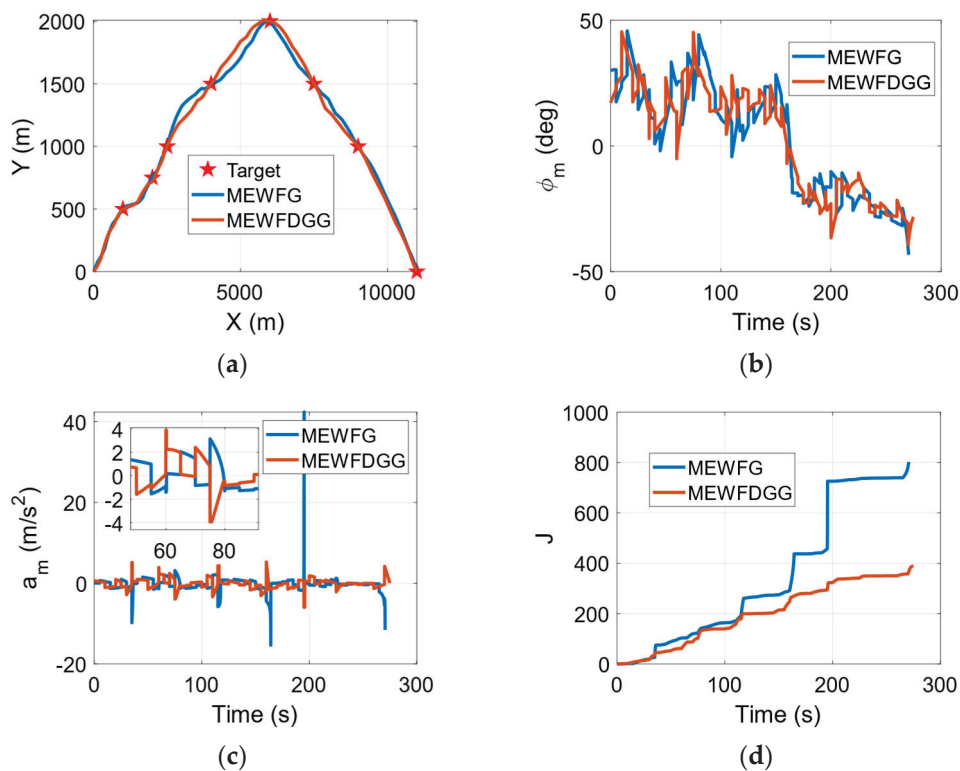 2000
1500
1000
500
0
Y (m)
Target
MEWFG
MEWFDGG
0
5000
10000
X (m)
(a)
50
0
-50
ϕm (deg)
MEWFG
MEWFDGG
0
100
200
300
Time (s)
(b)
40
20
0
-20
am (m/s²)
4
2
0
-2
-4
60
80
MEWFG
MEWFDGG
0
100
200
300
Time (s)
(c)
1000
800
600
400
200
0
J
MEWFG
MEWFDGG
0
100
200
300
Time (s)
(d)